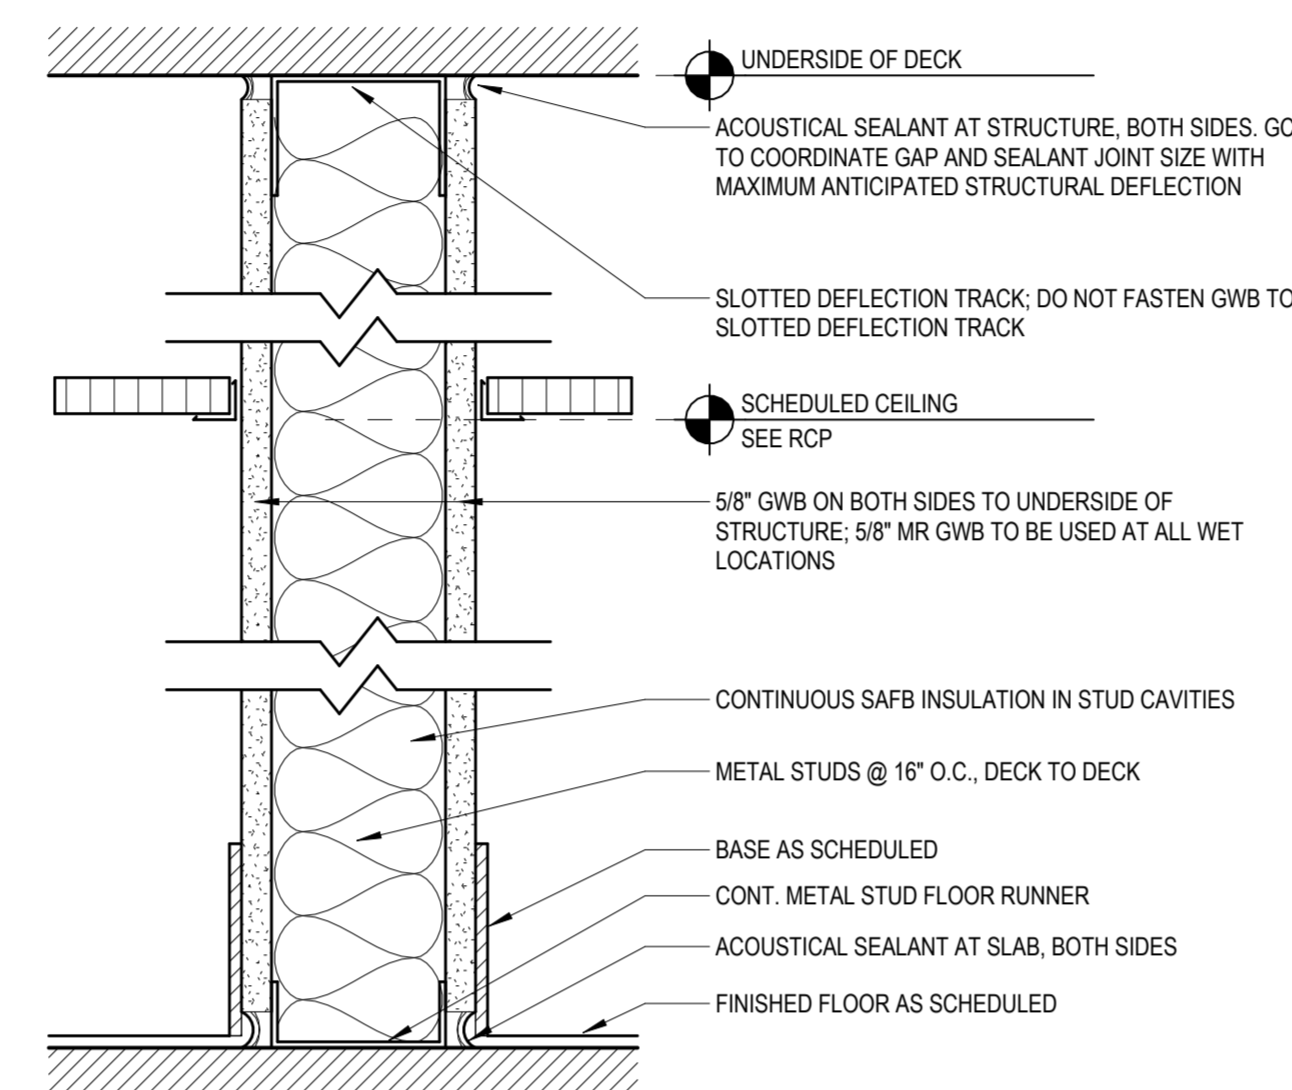 UNDERSIDE OF DECK
ACOUSTICAL SEALANT AT STRUCTURE, BOTH SIDES. GC
TO COORDINATE GAP AND SEALANT JOINT SIZE WITH
MAXIMUM ANTICIPATED STRUCTURAL DEFLECTION
SLOTTED DEFLECTION TRACK; DO NOT FASTEN GWB TO
SLOTTED DEFLECTION TRACK
SCHEDULED CEILING
SEE RCP
5/8" GWB ON BOTH SIDES TO UNDERSIDE OF
STRUCTURE; 5/8" MR GWB TO BE USED AT ALL WET
LOCATIONS
CONTINUOUS SAFB INSULATION IN STUD CAVITIES
METAL STUDS @ 16" O.C., DECK TO DECK
BASE AS SCHEDULED
CONT. METAL STUD FLOOR RUNNER
ACOUSTICAL SEALANT AT SLAB, BOTH SIDES
FINISHED FLOOR AS SCHEDULED